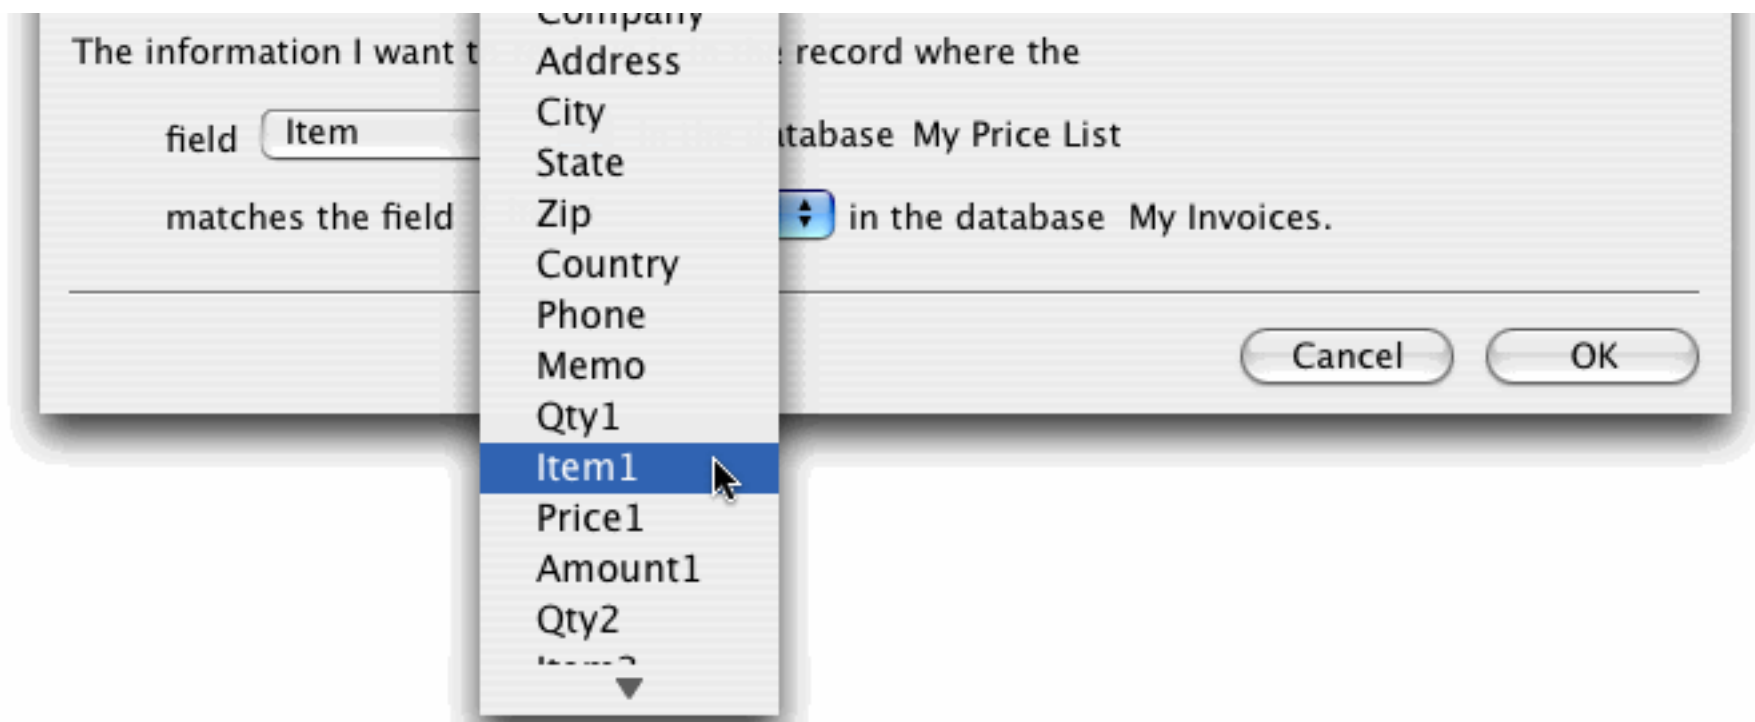 Company
The information I want t record where the
Address
City
field Item tabase My Price List
State
matches the field in the database My Invoices.
Zip
Country
Phone
Cancel OK
Memo
Qty1
Item1
Price1
Amount1
Qty2